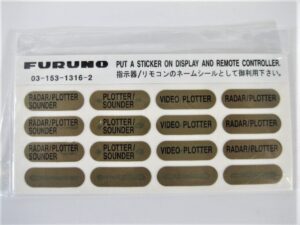 FURUNO PUT A STICKER ON DISPLAY AND REMOTE CONTROLLER.
03-153-1316-2 指示器/リモコンのネームシールとして御利用下さい。
RADAR/PLOTTER SOUNDER
PLOTTER/ SOUNDER
VIDEO PLOTTER
RADAR/PLOTTER
RADAR/PLOTTER SOUNDER
PLOTTER/ SOUNDER
VIDEO PLOTTER
RADAR/PLOTTER
RADAR/PLOTTER SOUNDER
PLOTTER/ SOUNDER
VIDEO PLOTTER
RADAR/PLOTTER